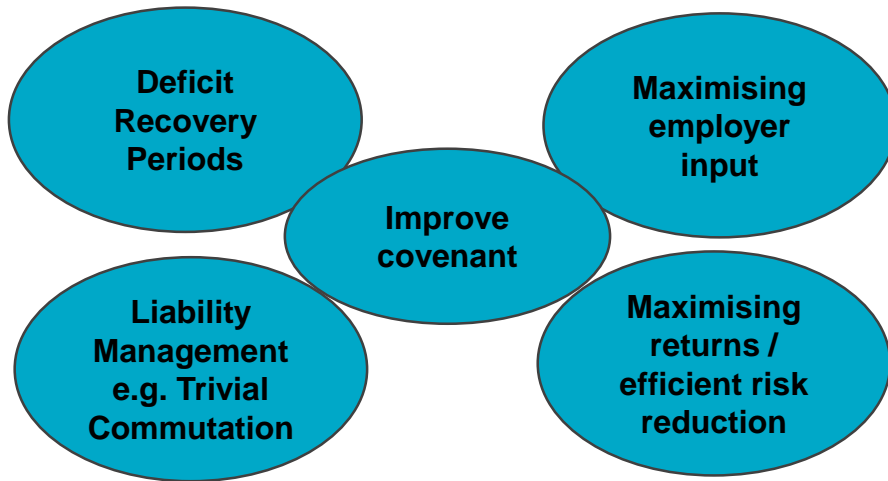 Deficit
Recovery
Periods
Maximising
employer
input
Improve
covenant
Liability
Management
e.g. Trivial
Commutation
Maximising
returns /
efficient risk
reduction